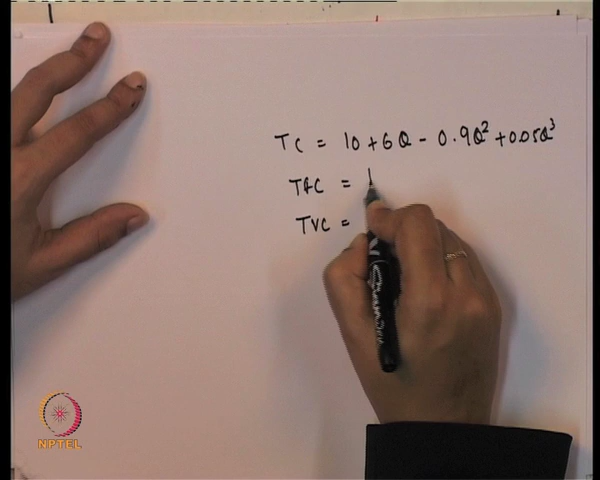 TC = 10 + 6Q - 0.9Q² + 0.05Q³
TFC = 1
TVC =
NPTEL